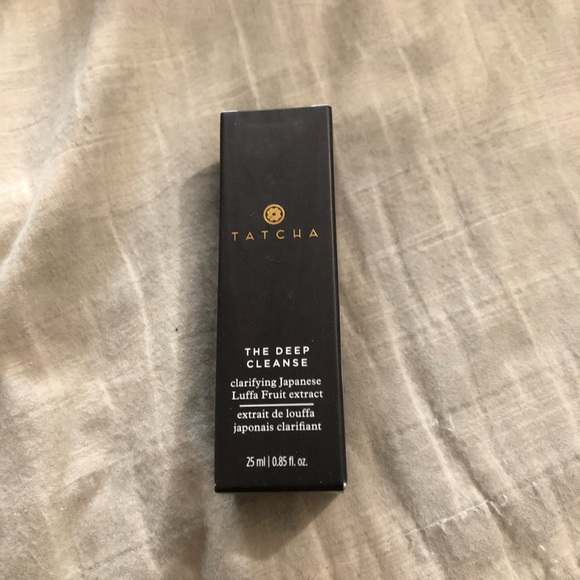 TATCHA
THE DEEP
CLEANSE
clarifying Japanese
Luffa Fruit extract
extrait de louffa
japonais clarifiant
25 ml | 0.85 fl. oz.